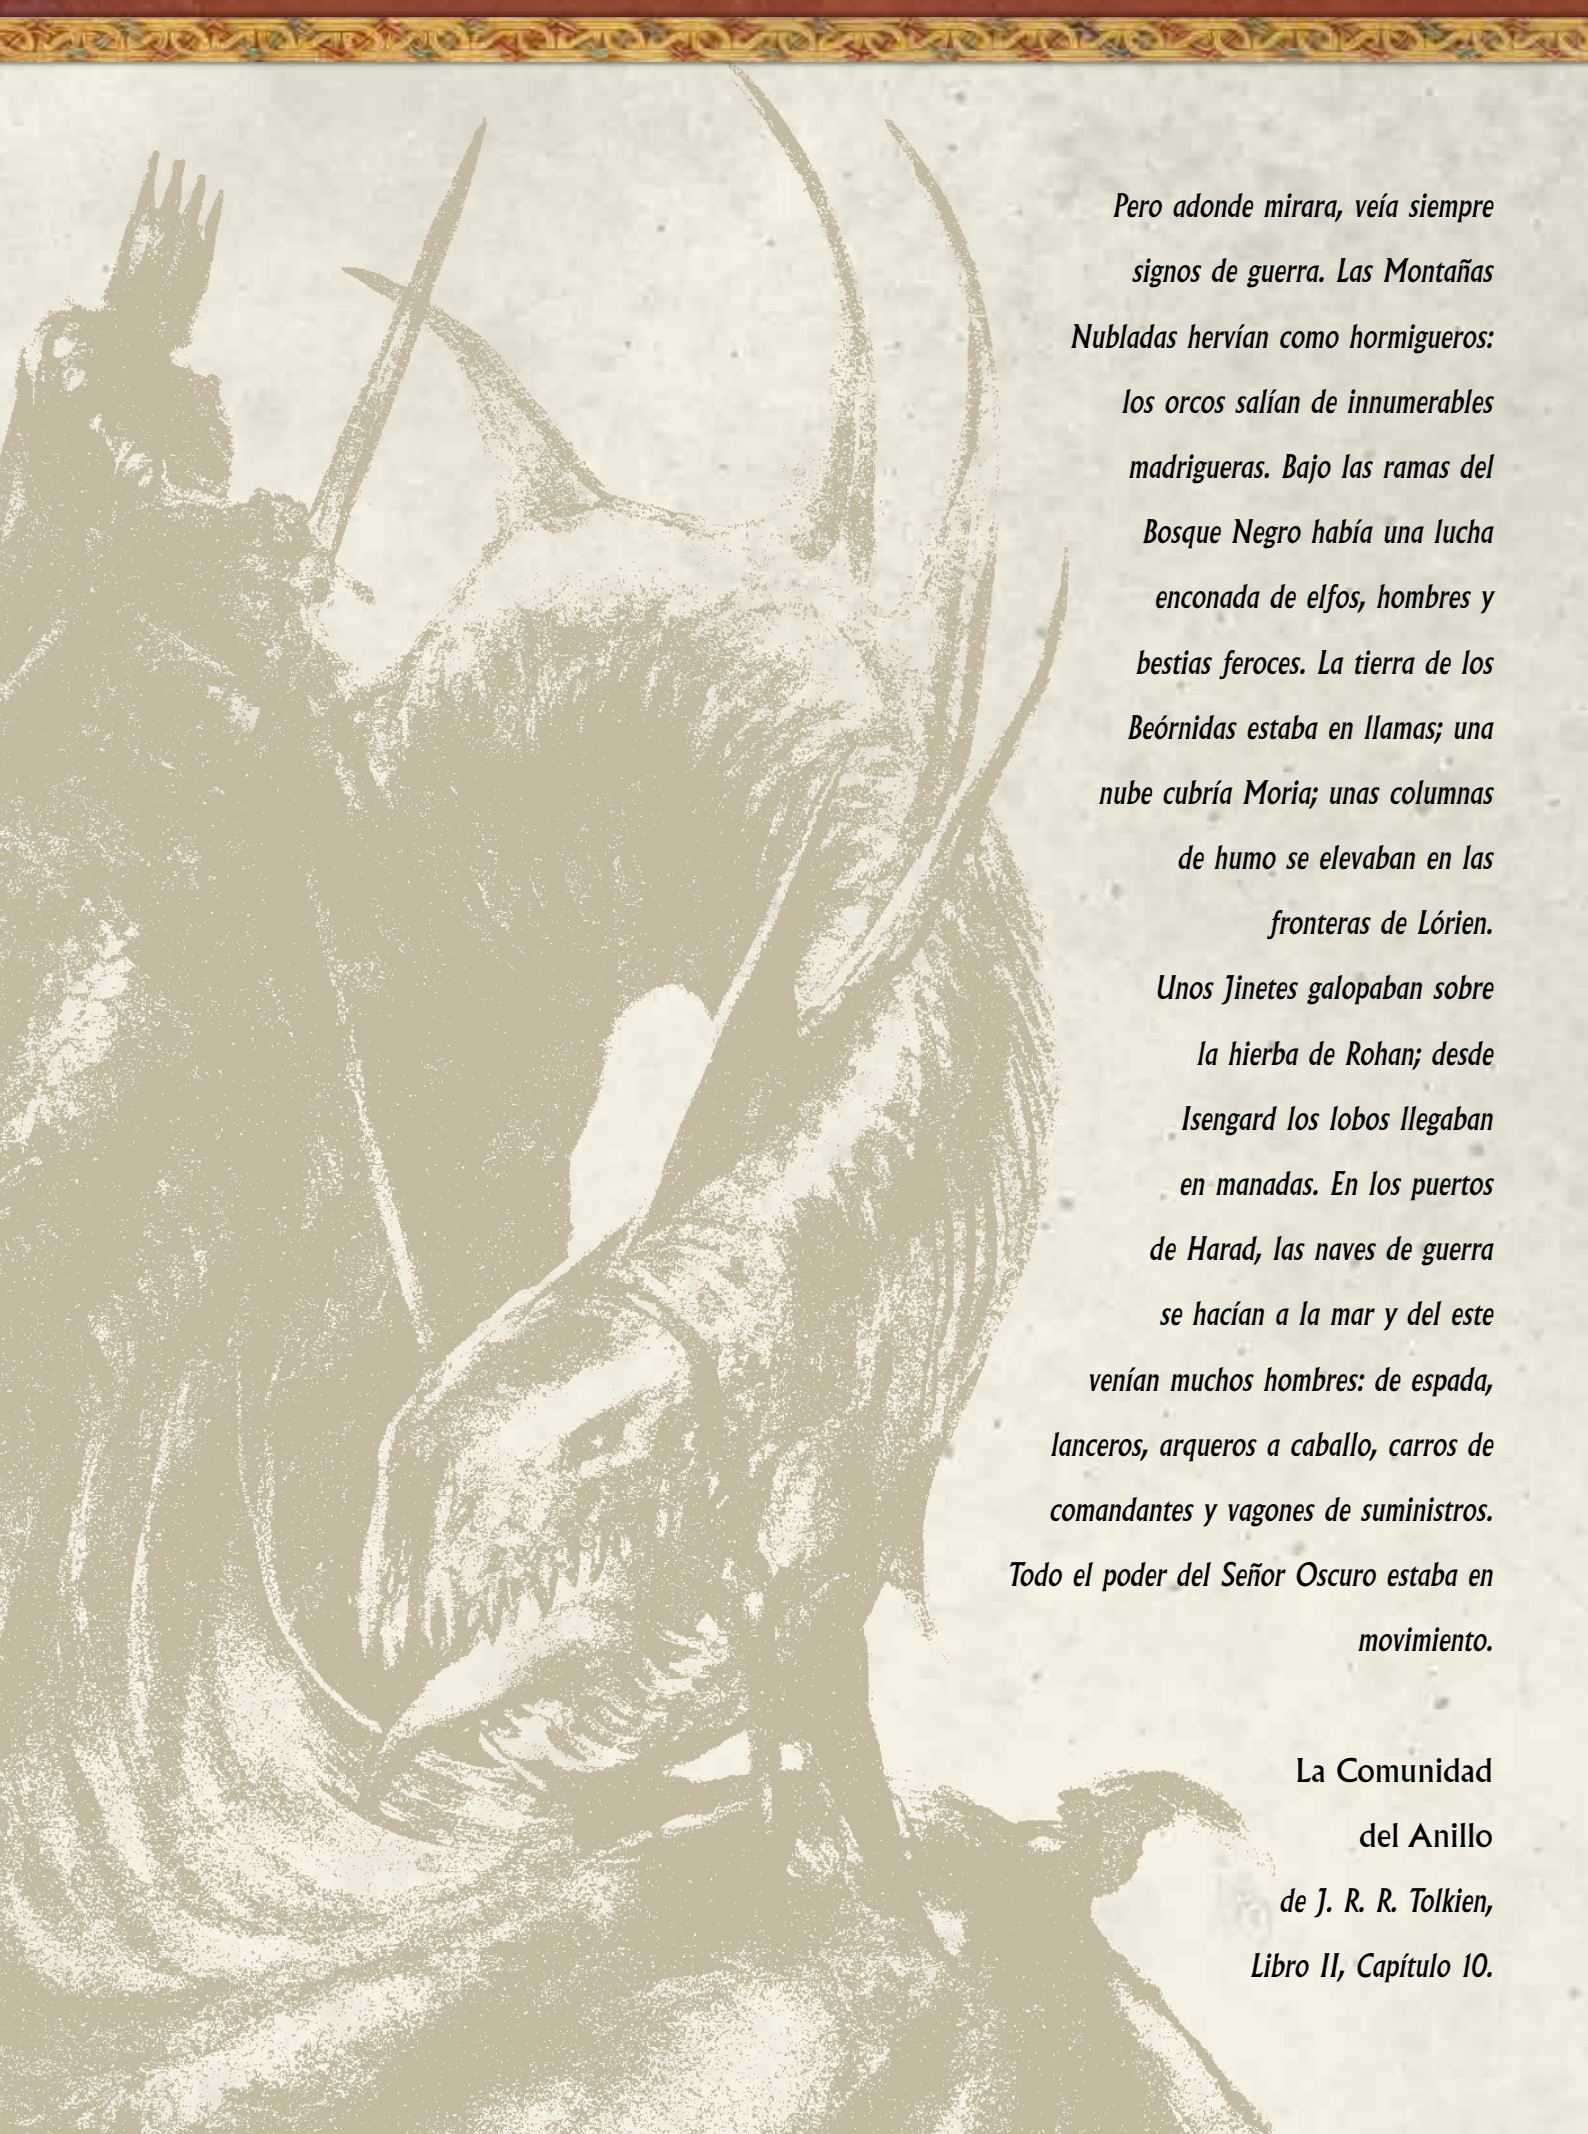 Pero adonde mirara, veía siempre
signos de guerra. Las Montañas
Nubladas hervían como hormigueros:
los orcos salían de innumerables
madrigueras. Bajo las ramas del
Bosque Negro había una lucha
enconada de elfos, hombres y
bestias feroces. La tierra de los
Beórnidas estaba en llamas; una
nube cubría Moria; unas columnas
de humo se elevaban en las
fronteras de Lórien.
Unos Jinetes galopaban sobre
la hierba de Rohan; desde
Isengard los lobos llegaban
en manadas. En los puertos
de Harad, las naves de guerra
se hacían a la mar y del este
venían muchos hombres: de espada,
lanceros, arqueros a caballo, carros de
comandantes y vagones de suministros.
Todo el poder del Señor Oscuro estaba en
movimiento.
La Comunidad
del Anillo
de J. R. R. Tolkien,
Libro II, Capítulo 10.